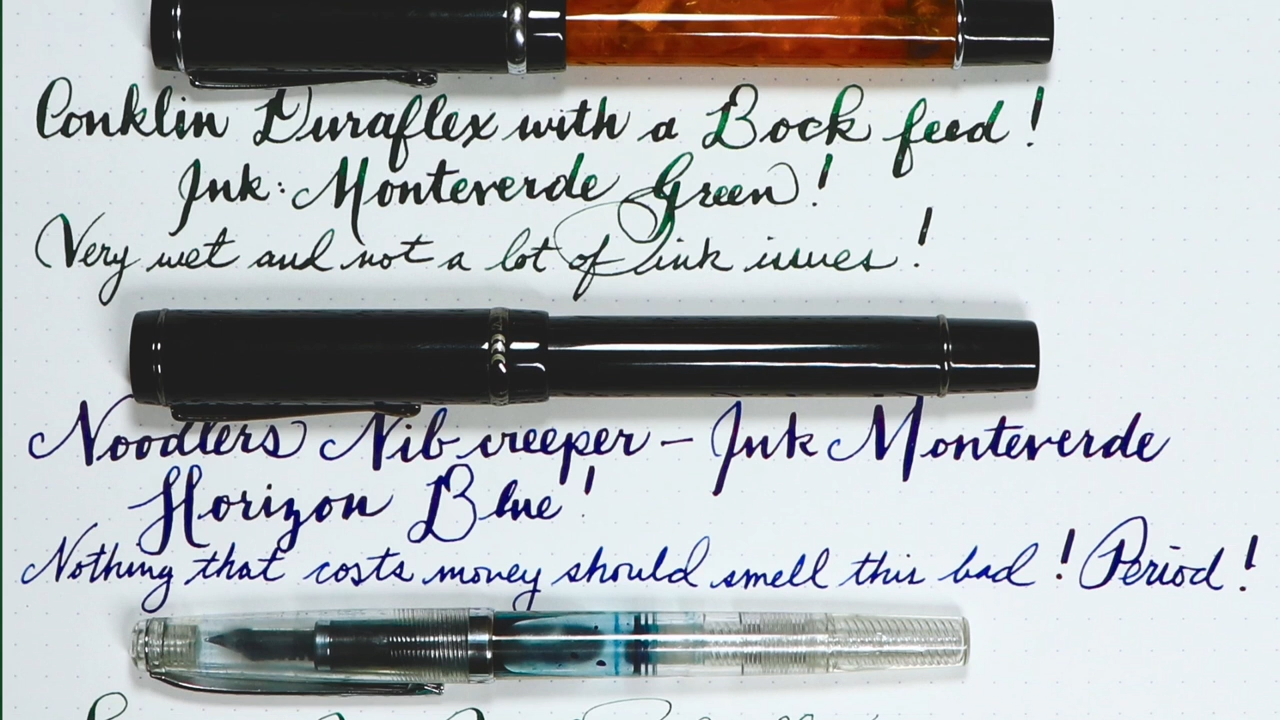 Conklin Duraflex with a Bock feed!
Ink: Monteverde Green!
Very wet and not a lot of ink issues!
Noodlers Nib creeper - Ink Monteverde
Horizon Blue!
Nothing that costs money should smell this bad! Period!